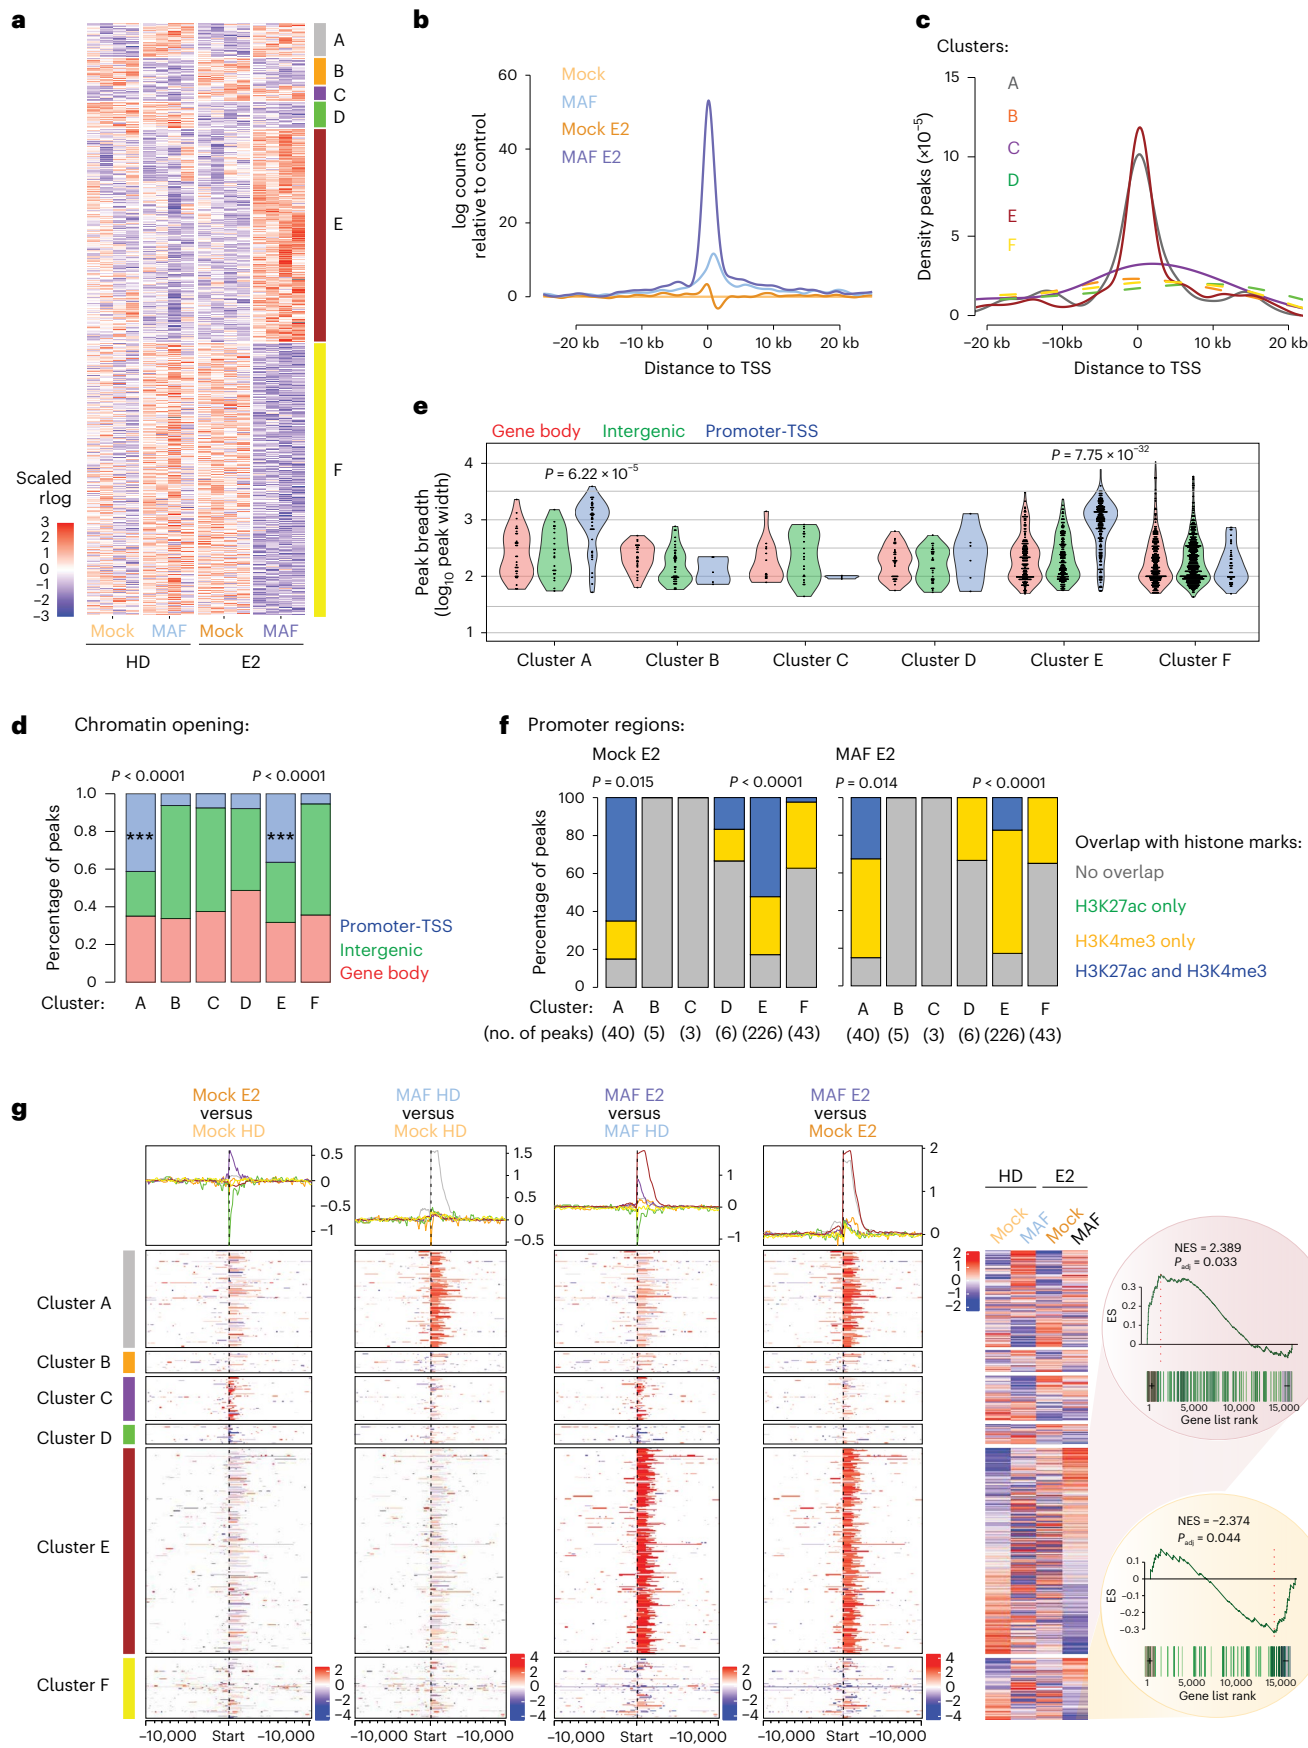 a
A
B
C
D
E
F
Scaled
rlog
3
2
1
0
−1
−2
−3
Mock MAF Mock MAF
HD E2
b
Mock
MAF
Mock E2
MAF E2
log counts
relative to control
60
40
20
0
−20 kb −10 kb 0 10 kb 20 kb
Distance to TSS
c
Clusters:
A
B
C
D
E
F
Density peaks (×10⁻⁵)
15
10
5
0
−20 kb −10kb 0 10 kb 20 kb
Distance to TSS
e
Gene body Intergenic Promoter-TSS
P = 6.22 × 10⁻⁵
P = 7.75 × 10⁻³²
Peak breadth
(log₁₀ peak width)
4
3
2
1
Cluster A Cluster B Cluster C Cluster D Cluster E Cluster F
d Chromatin opening:
P < 0.0001 P < 0.0001
Percentage of peaks
1.0
0.8
0.6
0.4
0.2
0
*** ***
Promoter-TSS
Intergenic
Gene body
Cluster: A B C D E F
f Promoter regions:
Mock E2 MAF E2
P = 0.015 P < 0.0001 P = 0.014 P < 0.0001
Percentage of peaks
100
80
60
40
20
0
Overlap with histone marks:
No overlap
H3K27ac only
H3K4me3 only
H3K27ac and H3K4me3
Cluster: A B C D E F A B C D E F
(no. of peaks) (40) (5) (3) (6) (226) (43) (40) (5) (3) (6) (226) (43)
g
Mock E2
versus
Mock HD
MAF HD
versus
Mock HD
MAF E2
versus
MAF HD
MAF E2
versus
Mock E2
0.5
0
−0.5
−1
1.5
1
0.5
0
−0.5
1
0
−1
2
1
0
HD E2
Mock MAF Mock MAF
2
1
0
−1
−2
Cluster A
Cluster B
Cluster C
Cluster D
Cluster E
Cluster F
2
0
−2
−4
4
2
0
−2
−4
2
0
−2
−4
4
2
0
−2
−4
−10,000 Start −10,000 −10,000 Start −10,000 −10,000 Start −10,000 −10,000 Start −10,000
NES = 2.389
Padj = 0.033
ES
0.3
0.2
0.1
0
+ −
1 5,000 10,000 15,000
Gene list rank
NES = −2.374
Padj = 0.044
ES
0.1
0
−0.1
−0.2
−0.3
+ −
1 5,000 10,000 15,000
Gene list rank